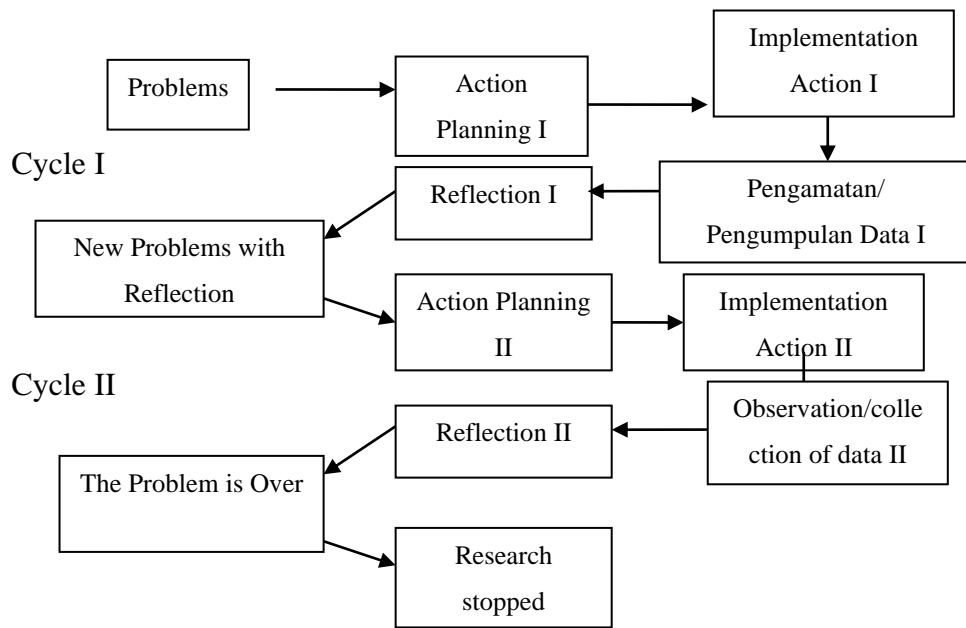 Problems
Action
Planning I
Implementation
Action I
Cycle I
Pengamatan/
Pengumpulan Data I
Reflection I
New Problems with
Reflection
Action Planning
II
Implementation
Action II
Cycle II
Observation/colle
ction of data II
Reflection II
The Problem is Over
Research
stopped